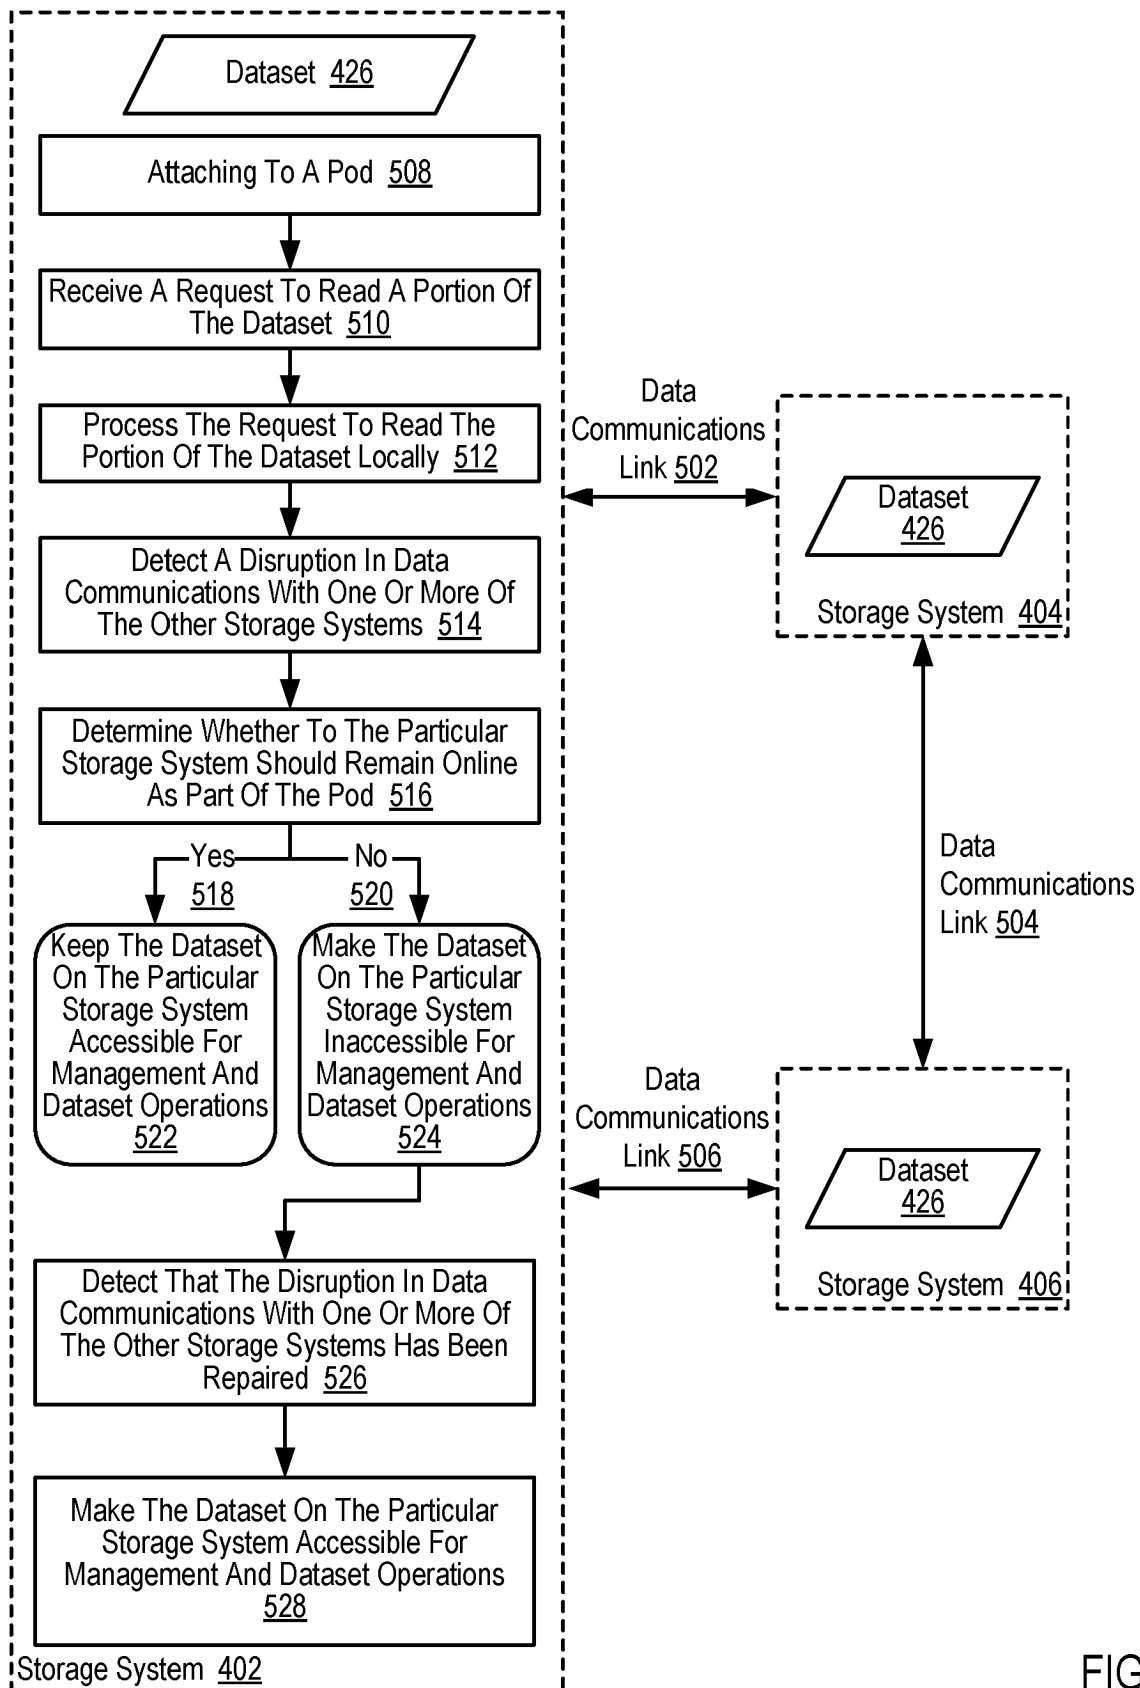 Dataset 426
Attaching To A Pod 508
Receive A Request To Read A Portion Of
The Dataset 510
Process The Request To Read The
Portion Of The Dataset Locally 512
Detect A Disruption In Data
Communications With One Or More Of
The Other Storage Systems 514
Determine Whether To The Particular
Storage System Should Remain Online
As Part Of The Pod 516
Yes
518
No
520
Keep The Dataset
On The Particular
Storage System
Accessible For
Management And
Dataset Operations
522
Make The Dataset
On The Particular
Storage System
Inaccessible For
Management And
Dataset Operations
524
Detect That The Disruption In Data
Communications With One Or More Of
The Other Storage Systems Has Been
Repaired 526
Make The Dataset On The Particular
Storage System Accessible For
Management And Dataset Operations
528
Storage System 402
Data
Communications
Link 502
Dataset
426
Storage System 404
Data
Communications
Link 504
Data
Communications
Link 506
Dataset
426
Storage System 406
FIG